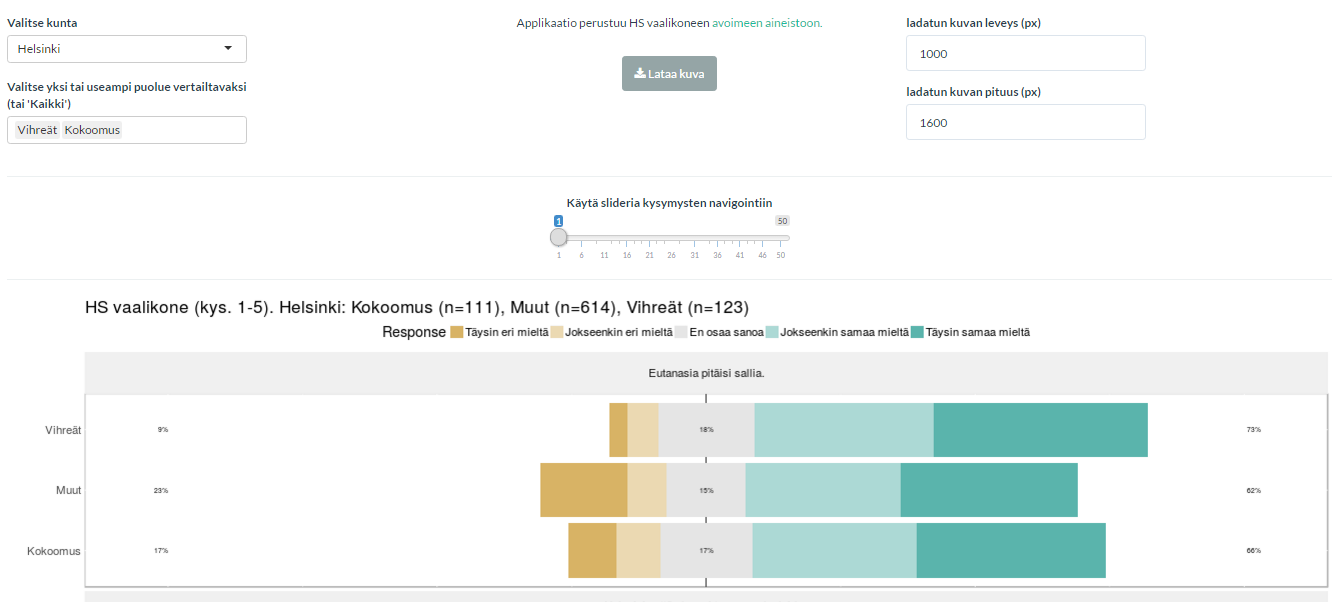 Valitse kunta
Helsinki
Valitse yksi tai useampi puolue vertailtavaksi
(tai 'Kaikki')
Vihreät Kokoomus
Applikaatio perustuu HS vaalikoneen avoimeen aineistoon.
Lataa kuva
ladatun kuvan leveys (px)
1000
ladatun kuvan pituus (px)
1600
Käytä slideria kysymysten navigointiin
1 50
1 6 11 16 21 26 31 36 41 46 50
HS vaalikone (kys. 1-5). Helsinki: Kokoomus (n=111), Muut (n=614), Vihreät (n=123)
Response Täysin eri mieltä Jokseenkin eri mieltä En osaa sanoa Jokseenkin samaa mieltä Täysin samaa mieltä
Eutanasia pitäisi sallia.
Vihreät 9% 18% 73%
Muut 23% 15% 62%
Kokoomus 17% 17% 66%